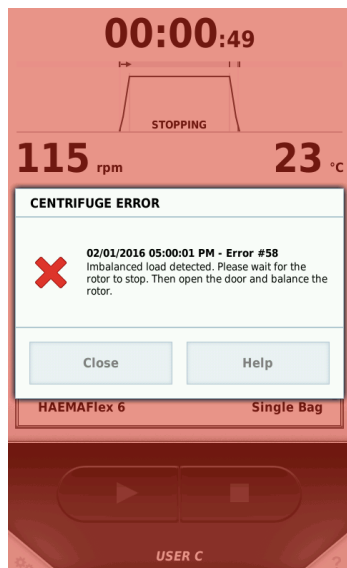 00:00:49
STOPPING
115 rpm
23 °C
CENTRIFUGE ERROR
02/01/2016 05:00:01 PM - Error #58
Imbalanced load detected. Please wait for the
rotor to stop. Then open the door and balance the
rotor.
Close
Help
HAEMAFlex 6
Single Bag
USER C
?